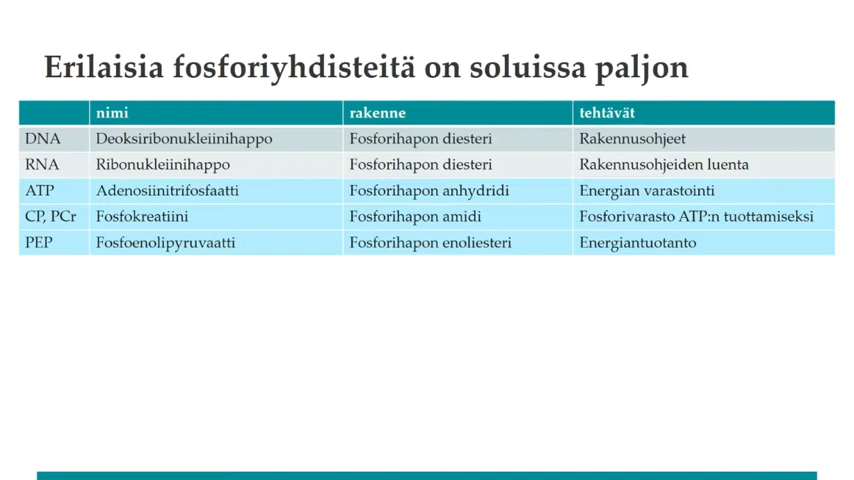 Erilaisia fosforiyhdisteitä on soluissa paljon
nimi rakenne tehtävät
DNA Deoksiribonukleiinihappo Fosforihapon diesteri Rakennusohjeet
RNA Ribonukleiinihappo Fosforihapon diesteri Rakennusohjeiden luenta
ATP Adenosiinitrifosfaatti Fosforihapon anhydridi Energian varastointi
CP, PCr Fosfokreatiini Fosforihapon amidi Fosforivarasto ATP:n tuottamiseksi
PEP Fosfoenolipyruvaatti Fosforihapon enoliesteri Energiantuotanto